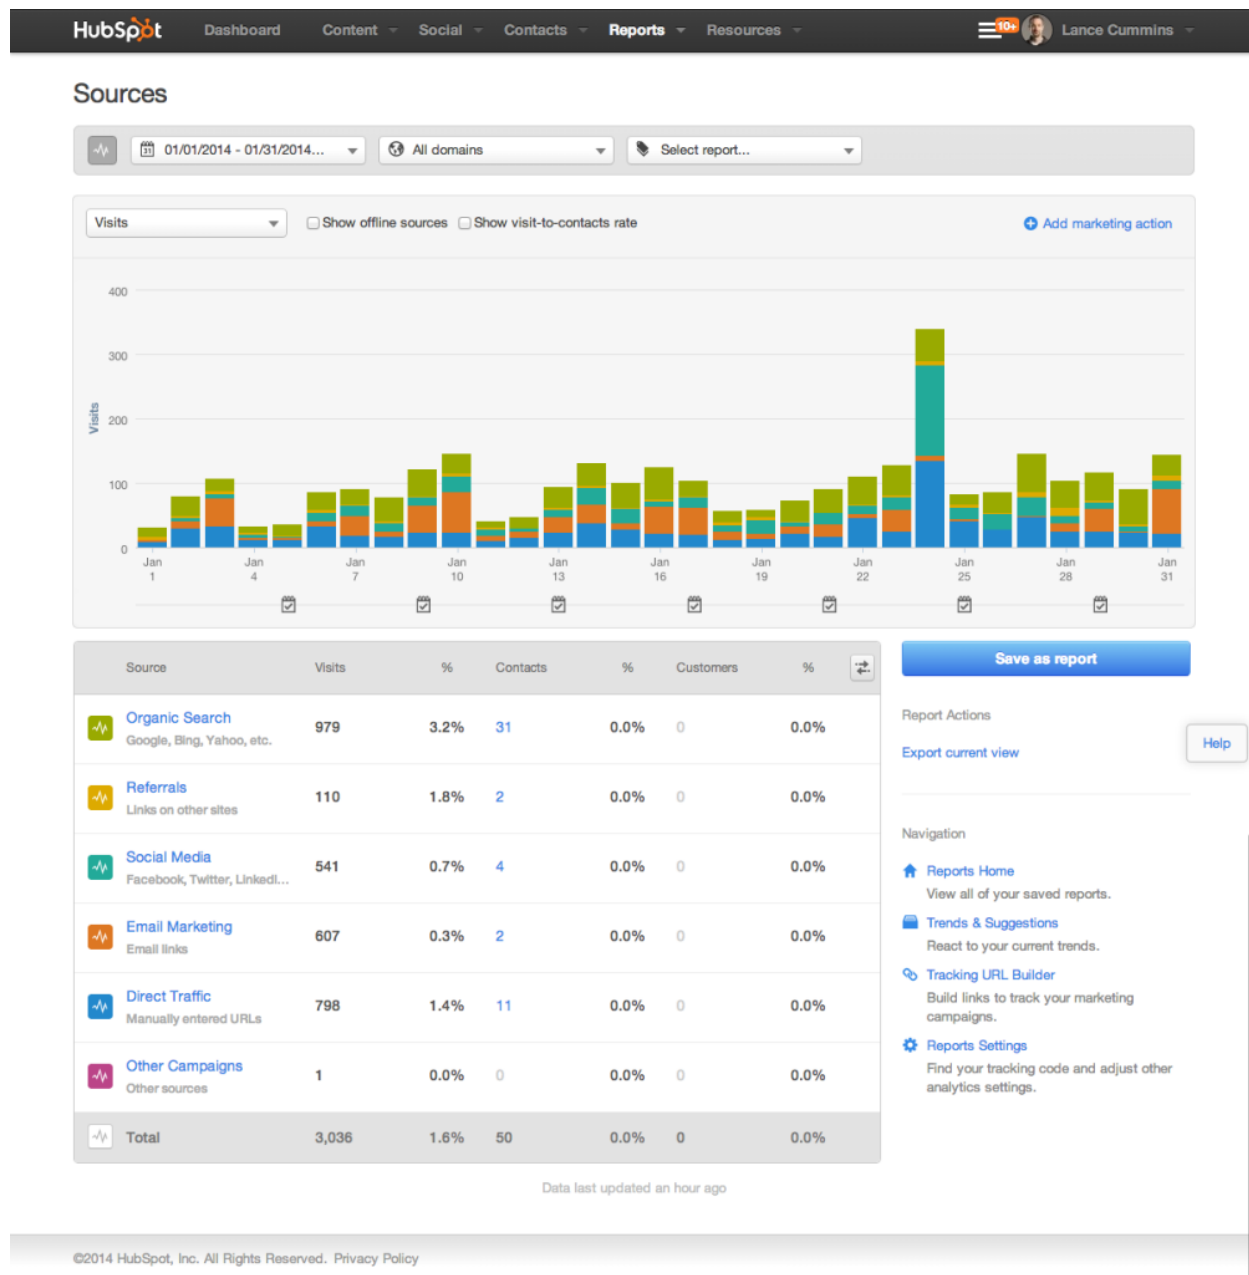 HubSpot Dashboard Content Social Contacts Reports Resources 10+ Lance Cummins
Sources
31 01/01/2014 - 01/31/2014... All domains Select report...
Visits Show offline sources Show visit-to-contacts rate Add marketing action
400
300
200
100
0
Visits
Jan Jan Jan Jan Jan Jan Jan Jan Jan Jan Jan
1 4 7 10 13 16 19 22 25 28 31
Source Visits % Contacts % Customers %
Organic Search 979 3.2% 31 0.0% 0 0.0%
Google, Bing, Yahoo, etc.
Referrals 110 1.8% 2 0.0% 0 0.0%
Links on other sites
Social Media 541 0.7% 4 0.0% 0 0.0%
Facebook, Twitter, LinkedI...
Email Marketing 607 0.3% 2 0.0% 0 0.0%
Email links
Direct Traffic 798 1.4% 11 0.0% 0 0.0%
Manually entered URLs
Other Campaigns 1 0.0% 0 0.0% 0 0.0%
Other sources
Total 3,036 1.6% 50 0.0% 0 0.0%
Data last updated an hour ago
Save as report
Report Actions
Export current view
Help
Navigation
Reports Home
View all of your saved reports.
Trends & Suggestions
React to your current trends.
Tracking URL Builder
Build links to track your marketing
campaigns.
Reports Settings
Find your tracking code and adjust other
analytics settings.
©2014 HubSpot, Inc. All Rights Reserved. Privacy Policy